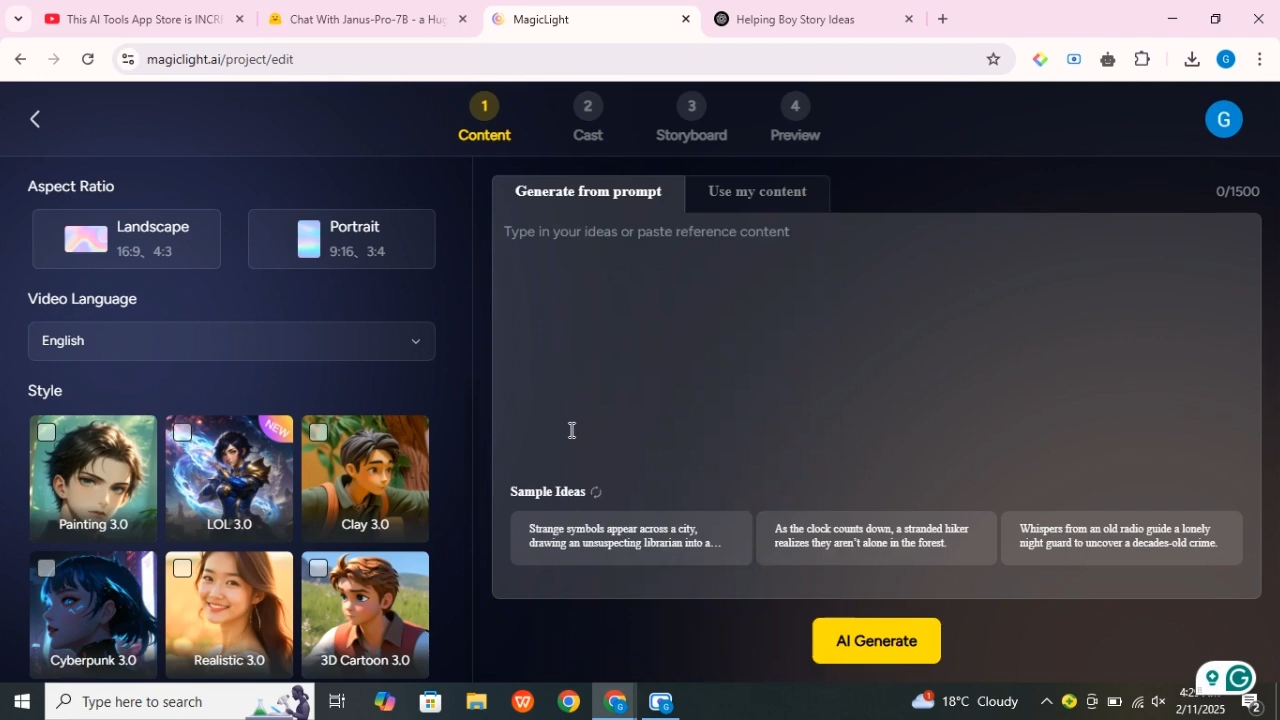 This AI Tools App Store is INCR
Chat With Janus-Pro-7B - a Hu
MagicLight
Helping Boy Story Ideas
magiclight.ai/project/edit
G
1
2
3
4
Content
Cast
Storyboard
Preview
G
Aspect Ratio
Landscape
16:9、4:3
Portrait
9:16、3:4
Video Language
English
Style
NEW
Painting 3.0
LOL 3.0
Clay 3.0
Cyberpunk 3.0
Realistic 3.0
3D Cartoon 3.0
Generate from prompt
Use my content
0/1500
Type in your ideas or paste reference content
Sample Ideas
Strange symbols appear across a city,
drawing an unsuspecting librarian into a…
As the clock counts down, a stranded hiker
realizes they aren't alone in the forest.
Whispers from an old radio guide a lonely
night guard to uncover a decades-old crime.
AI Generate
Type here to search
18°C Cloudy
2/11/2025